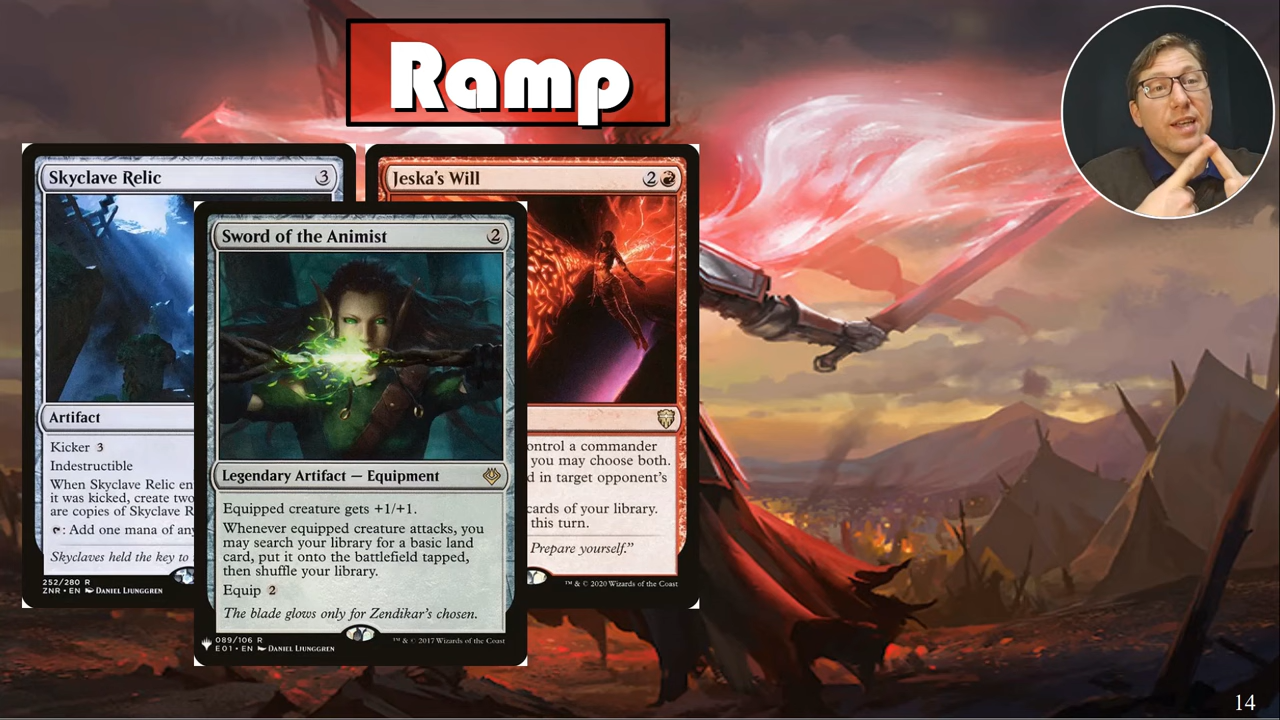 Ramp
Skyclave Relic 3
Artifact
Kicker 3
Indestructible
When Skyclave Relic en
it was kicked, create two
are copies of Skyclave R
: Add one mana of any
Skyclaves held the key to
252/280 R
ZNR • EN Daniel Ljunggren
Sword of the Animist 2
Legendary Artifact — Equipment
Equipped creature gets +1/+1.
Whenever equipped creature attacks, you
may search your library for a basic land
card, put it onto the battlefield tapped,
then shuffle your library.
Equip 2
The blade glows only for Zendikar's chosen.
089/106 R
E01 • EN Daniel Ljunggren
™ & © 2017 Wizards of the Coast
Jeska's Will 2
ontrol a commander
you may choose both.
d in target opponent's
cards of your library.
this turn.
Prepare yourself."
™ & © 2020 Wizards of the Coast
14